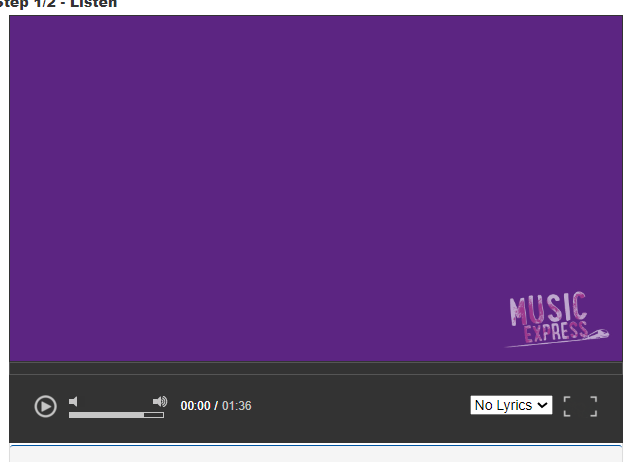 Step 1/2 - Listen
MUSIC
EXPRESS
00:00 / 01:36
No Lyrics